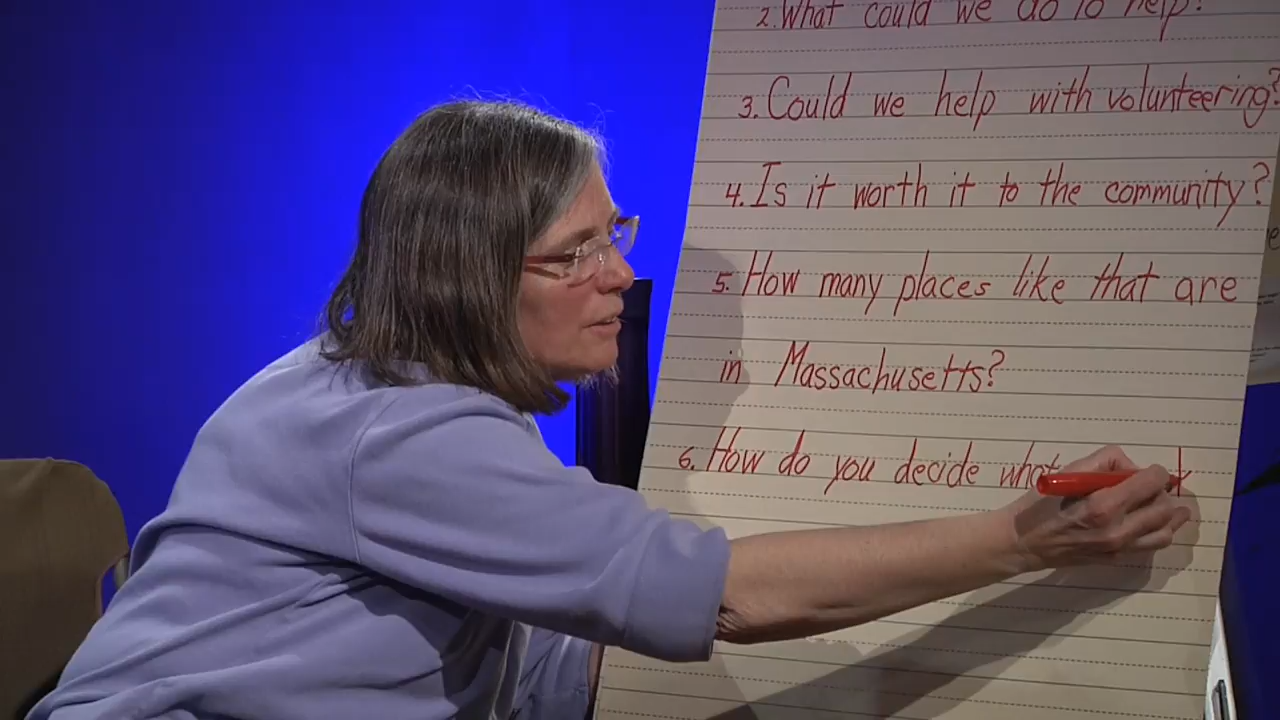 2. What could we do to help?
3. Could we help with volunteering?
4. Is it worth it to the community?
5. How many places like that are
in Massachusetts?
6. How do you decide what